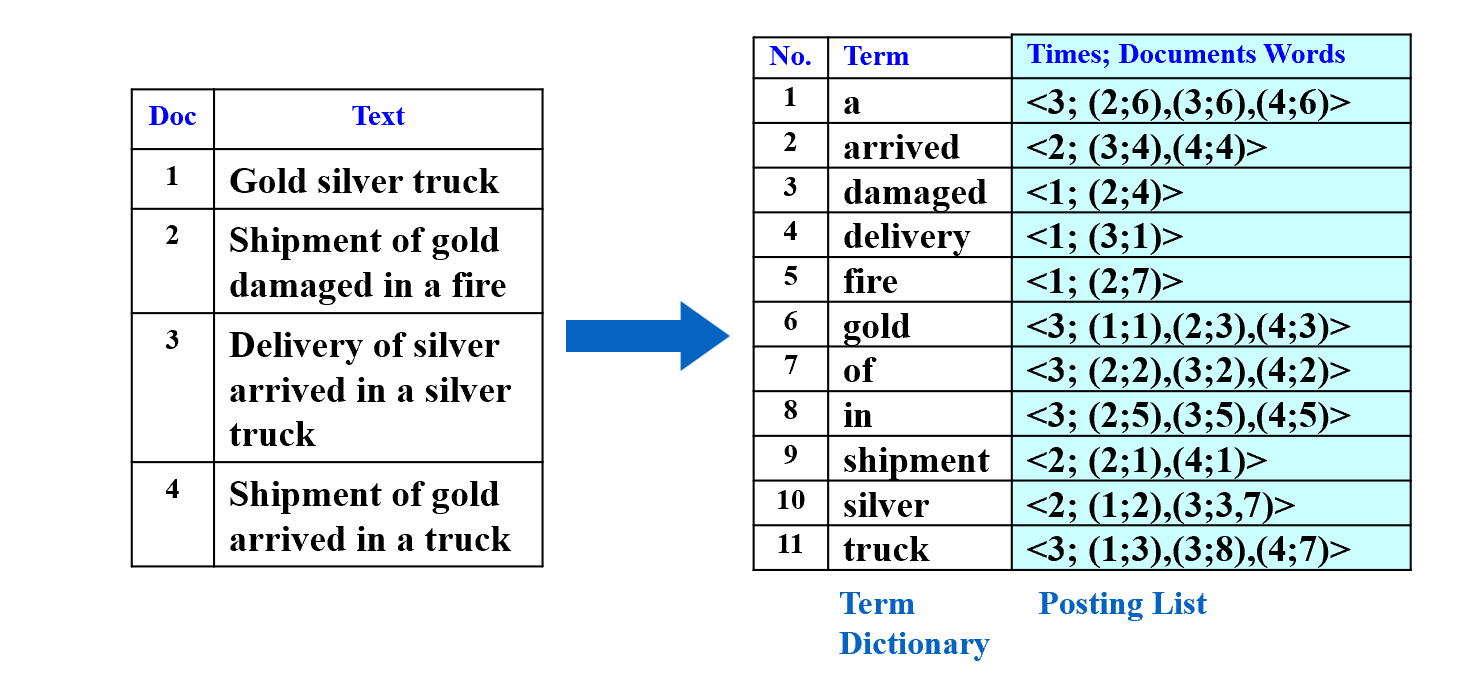 Doc Text
1 Gold silver truck
2 Shipment of gold
damaged in a fire
3 Delivery of silver
arrived in a silver
truck
4 Shipment of gold
arrived in a truck
No. Term Times; Documents Words
1 a <3; (2;6),(3;6),(4;6)>
2 arrived <2; (3;4),(4;4)>
3 damaged <1; (2;4)>
4 delivery <1; (3;1)>
5 fire <1; (2;7)>
6 gold <3; (1;1),(2;3),(4;3)>
7 of <3; (2;2),(3;2),(4;2)>
8 in <3; (2;5),(3;5),(4;5)>
9 shipment <2; (2;1),(4;1)>
10 silver <2; (1;2),(3;3,7)>
11 truck <3; (1;3),(3;8),(4;7)>
Term Posting List
Dictionary